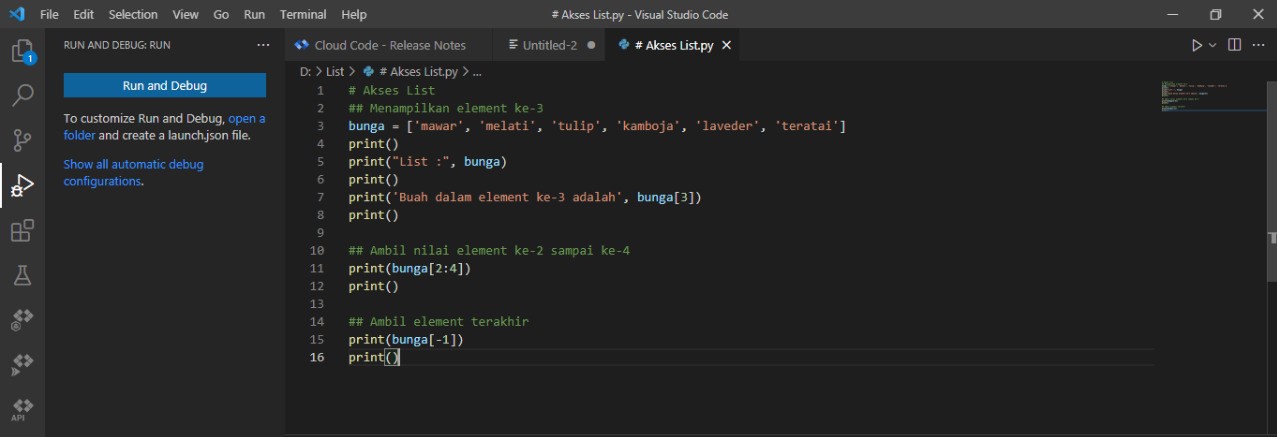 File Edit Selection View Go Run Terminal Help
# Akses List.py - Visual Studio Code
RUN AND DEBUG: RUN
Run and Debug
To customize Run and Debug, open a
folder and create a launch.json file.
Show all automatic debug
configurations.
1
API
Cloud Code - Release Notes
Untitled-2
# Akses List.py
D: > List > # Akses List.py > ...
1 # Akses List
2 ## Menampilkan element ke-3
3 bunga = ['mawar', 'melati', 'tulip', 'kamboja', 'laveder', 'teratai']
4 print()
5 print("List :", bunga)
6 print()
7 print('Buah dalam element ke-3 adalah', bunga[3])
8 print()
9
10 ## Ambil nilai element ke-2 sampai ke-4
11 print(bunga[2:4])
12 print()
13
14 ## Ambil element terakhir
15 print(bunga[-1])
16 print()